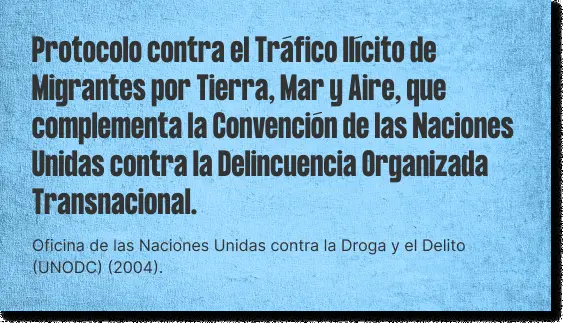 Protocolo contra el Tráfico Ilícito de
Migrantes por Tierra, Mar y Aire, que
complementa la Convención de las Naciones
Unidas contra la Delincuencia Organizada
Transnacional.
Oficina de las Naciones Unidas contra la Droga y el Delito
(UNODC) (2004).